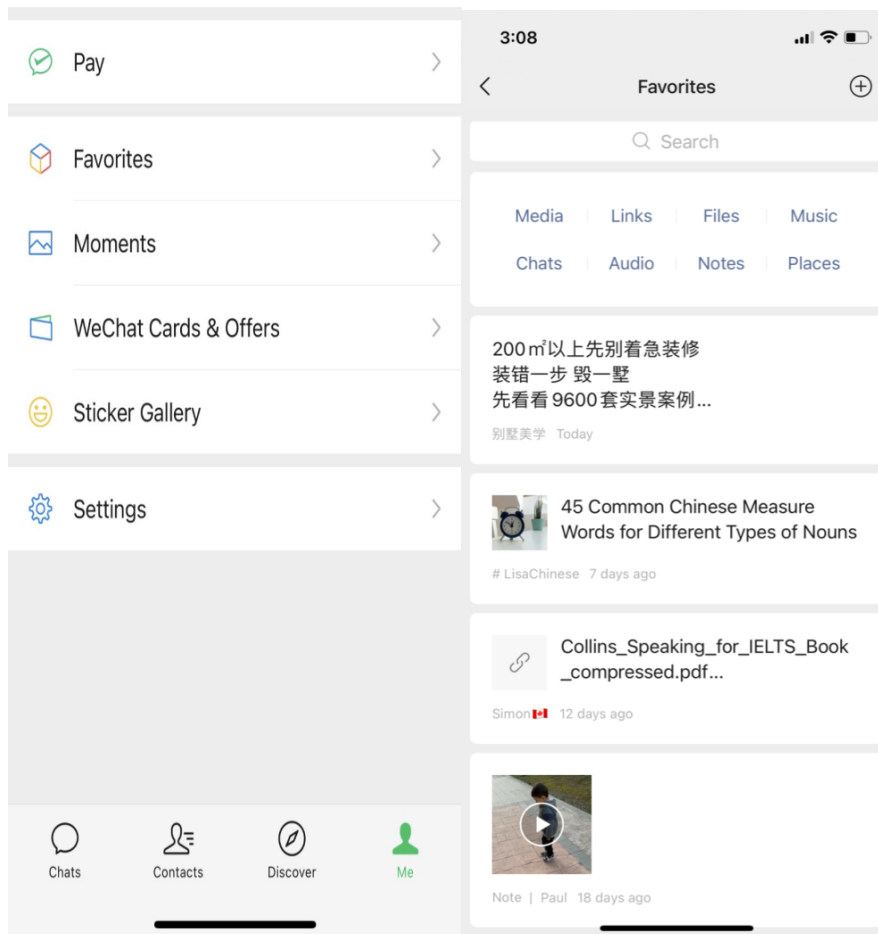 Pay
Favorites
Moments
WeChat Cards & Offers
Sticker Gallery
Settings
Chats
Contacts
Discover
Me
3:08
Favorites
Search
Media Links Files Music
Chats Audio Notes Places
200㎡以上先别着急装修
装错一步 毁一墅
先看看9600套实景案例...
别墅美学 Today
45 Common Chinese Measure
Words for Different Types of Nouns
# LisaChinese 7 days ago
Collins_Speaking_for_IELTS_Book
_compressed.pdf...
Simon🇨🇦 12 days ago
Note | Paul 18 days ago